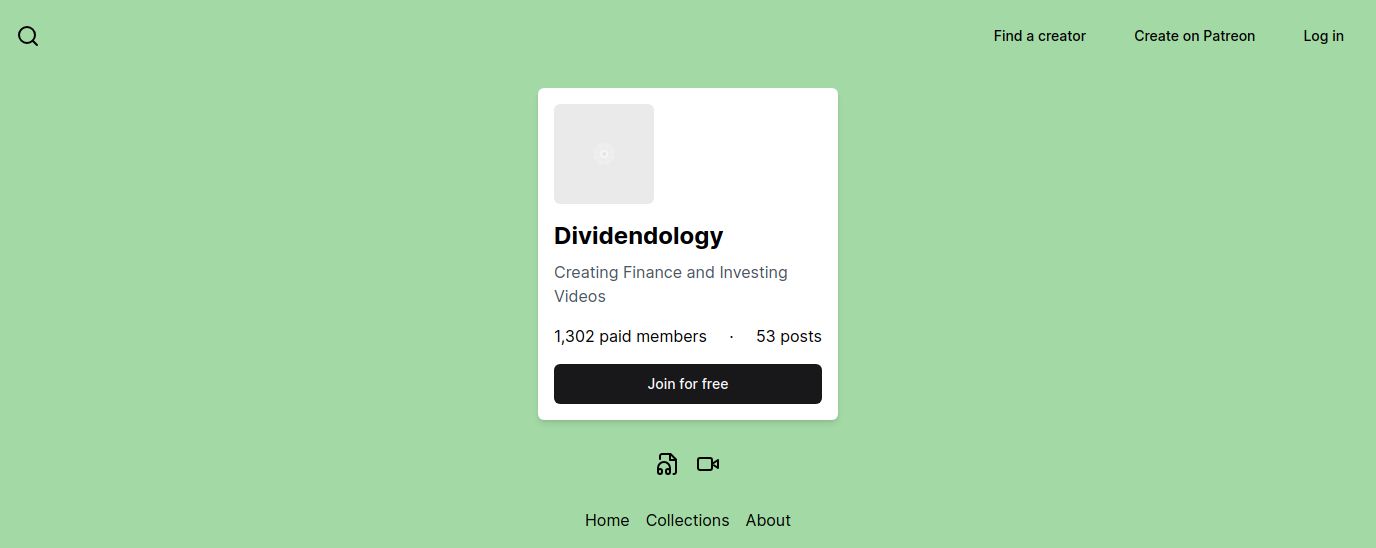 Find a creator Create on Patreon Log in
Dividendology
Creating Finance and Investing
Videos
1,302 paid members · 53 posts
Join for free
Home Collections About